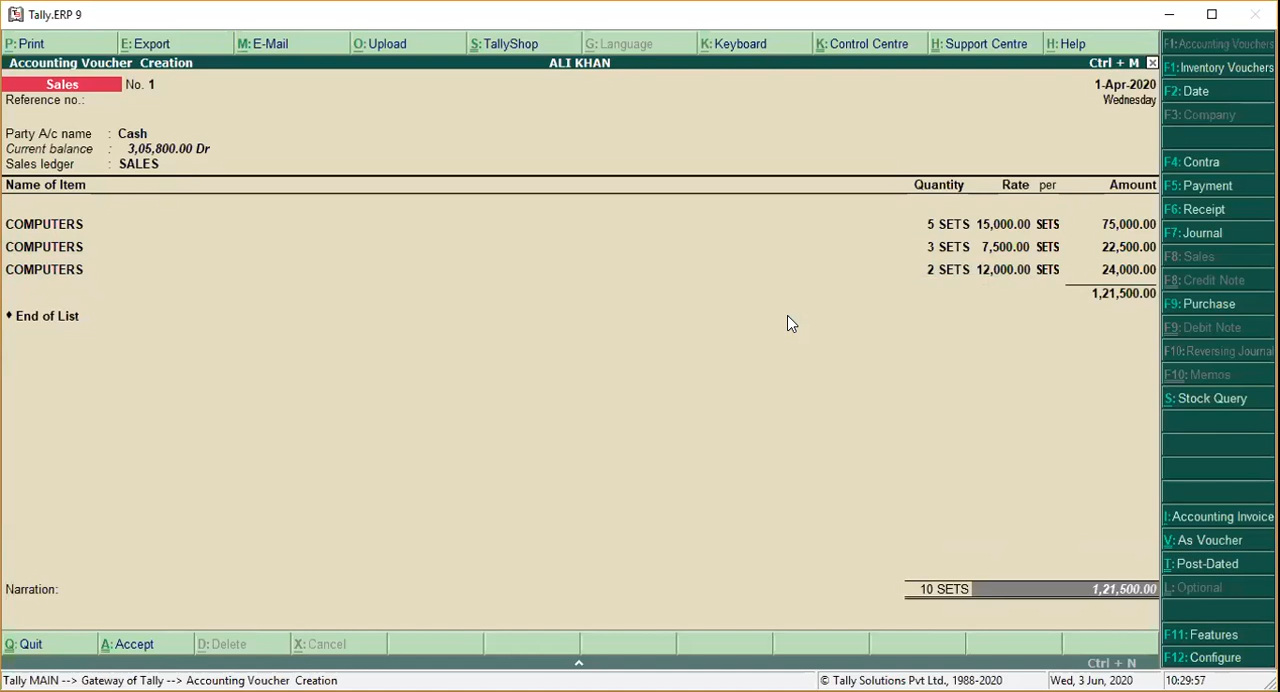 Tally.ERP 9
P: Print E: Export M: E-Mail O: Upload S: TallyShop G: Language K: Keyboard K: Control Centre H: Support Centre H: Help
Accounting Voucher Creation ALI KHAN Ctrl + M
Sales No. 1 1-Apr-2020
Reference no.: Wednesday
Party A/c name : Cash
Current balance : 3,05,800.00 Dr
Sales ledger : SALES
Name of Item Quantity Rate per Amount
COMPUTERS 5 SETS 15,000.00 SETS 75,000.00
COMPUTERS 3 SETS 7,500.00 SETS 22,500.00
COMPUTERS 2 SETS 12,000.00 SETS 24,000.00
1,21,500.00
♦ End of List
Narration: 10 SETS 1,21,500.00
Q: Quit A: Accept D: Delete X: Cancel
Ctrl + N
Tally MAIN --> Gateway of Tally --> Accounting Voucher Creation © Tally Solutions Pvt Ltd., 1988-2020 Wed, 3 Jun, 2020 10:29:57
F1: Accounting Vouchers
F1: Inventory Vouchers
F2: Date
F3: Company
F4: Contra
F5: Payment
F6: Receipt
F7: Journal
F8: Sales
F8: Credit Note
F9: Purchase
F9: Debit Note
F10: Reversing Journal
F10: Memos
S: Stock Query
I: Accounting Invoice
V: As Voucher
T: Post-Dated
L: Optional
F11: Features
F12: Configure